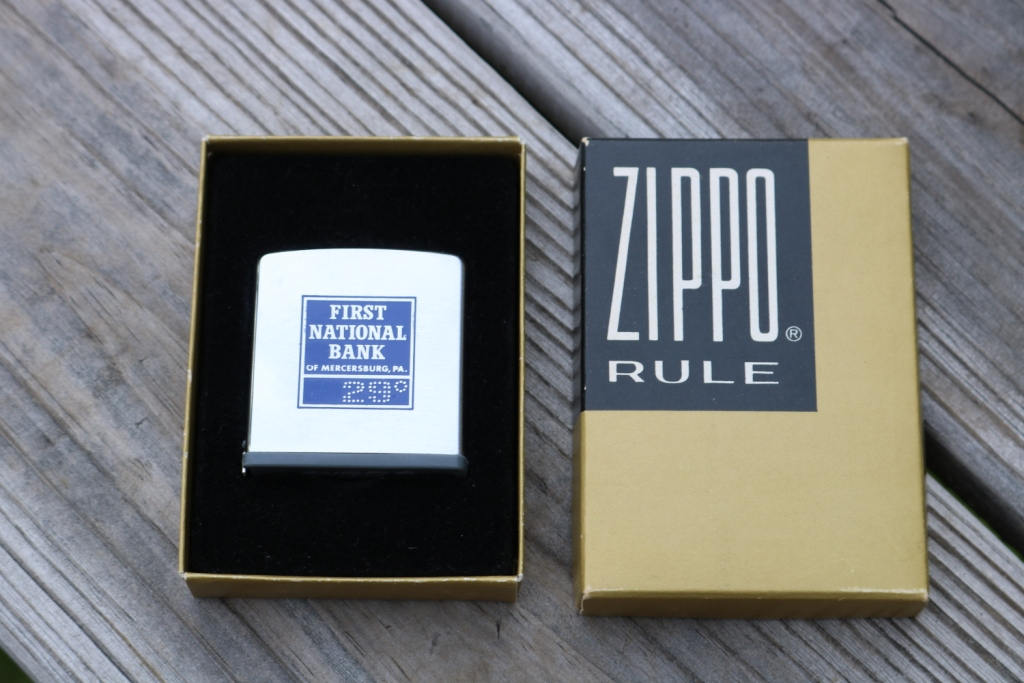 FIRST
NATIONAL
BANK
OF MERCERSBURG, PA.
29°
ZIPPO®
RULE